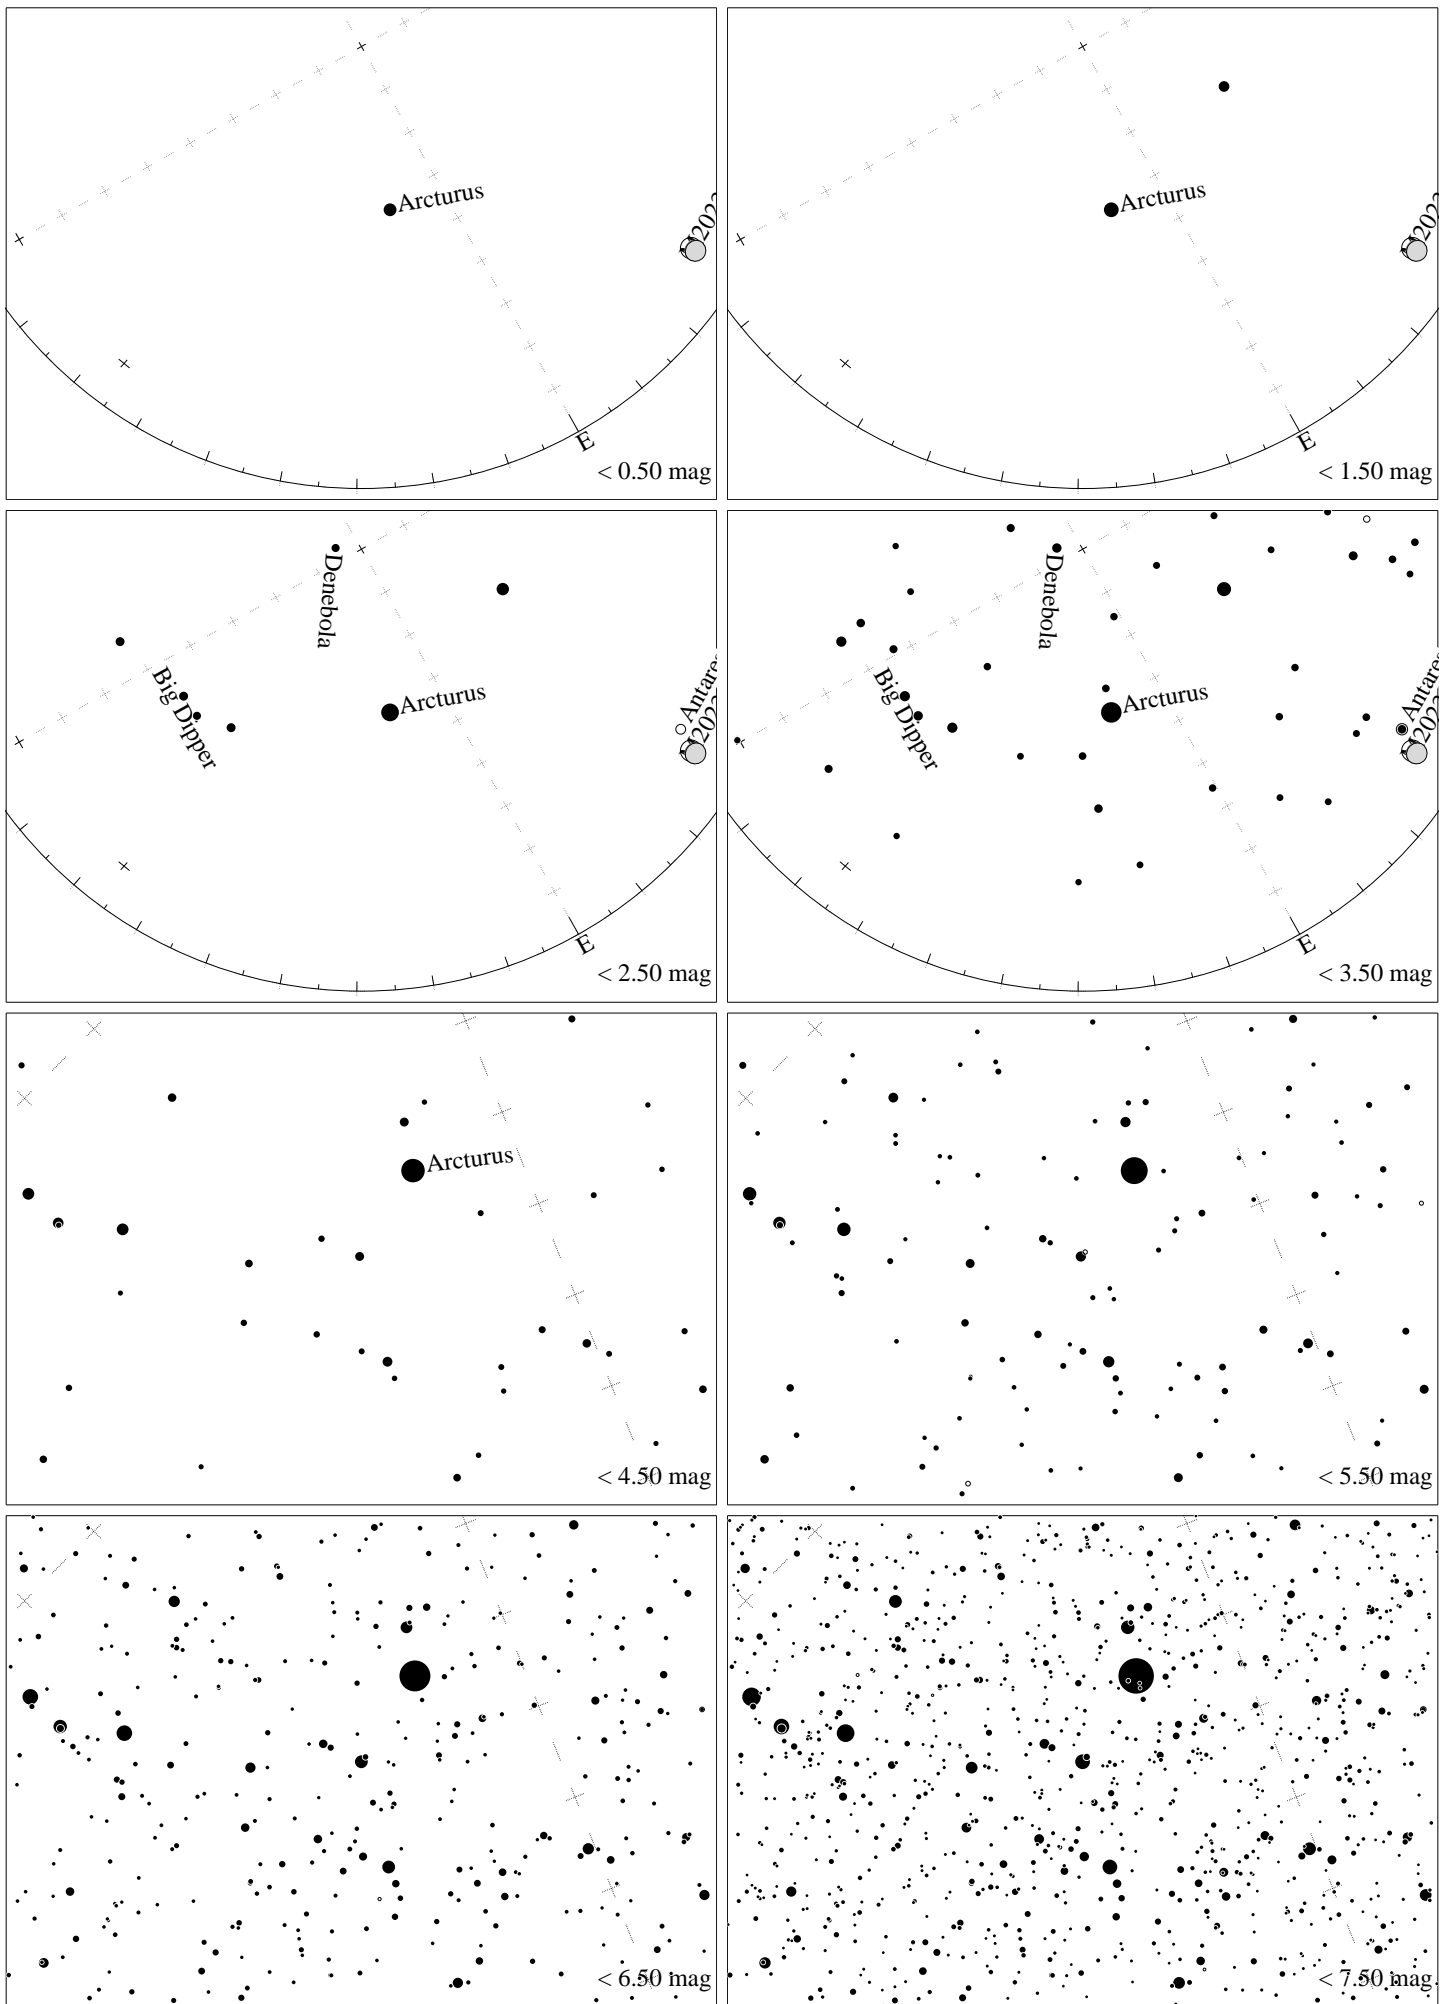 Arcturus
E
< 0.50 mag
Arcturus
E
< 1.50 mag
Denebola
Big Dipper
Arcturus
E
< 2.50 mag
Denebola
Big Dipper
Arcturus
E
< 3.50 mag
Arcturus
< 4.50 mag
< 5.50 mag
< 6.50 mag
< 7.50 mag